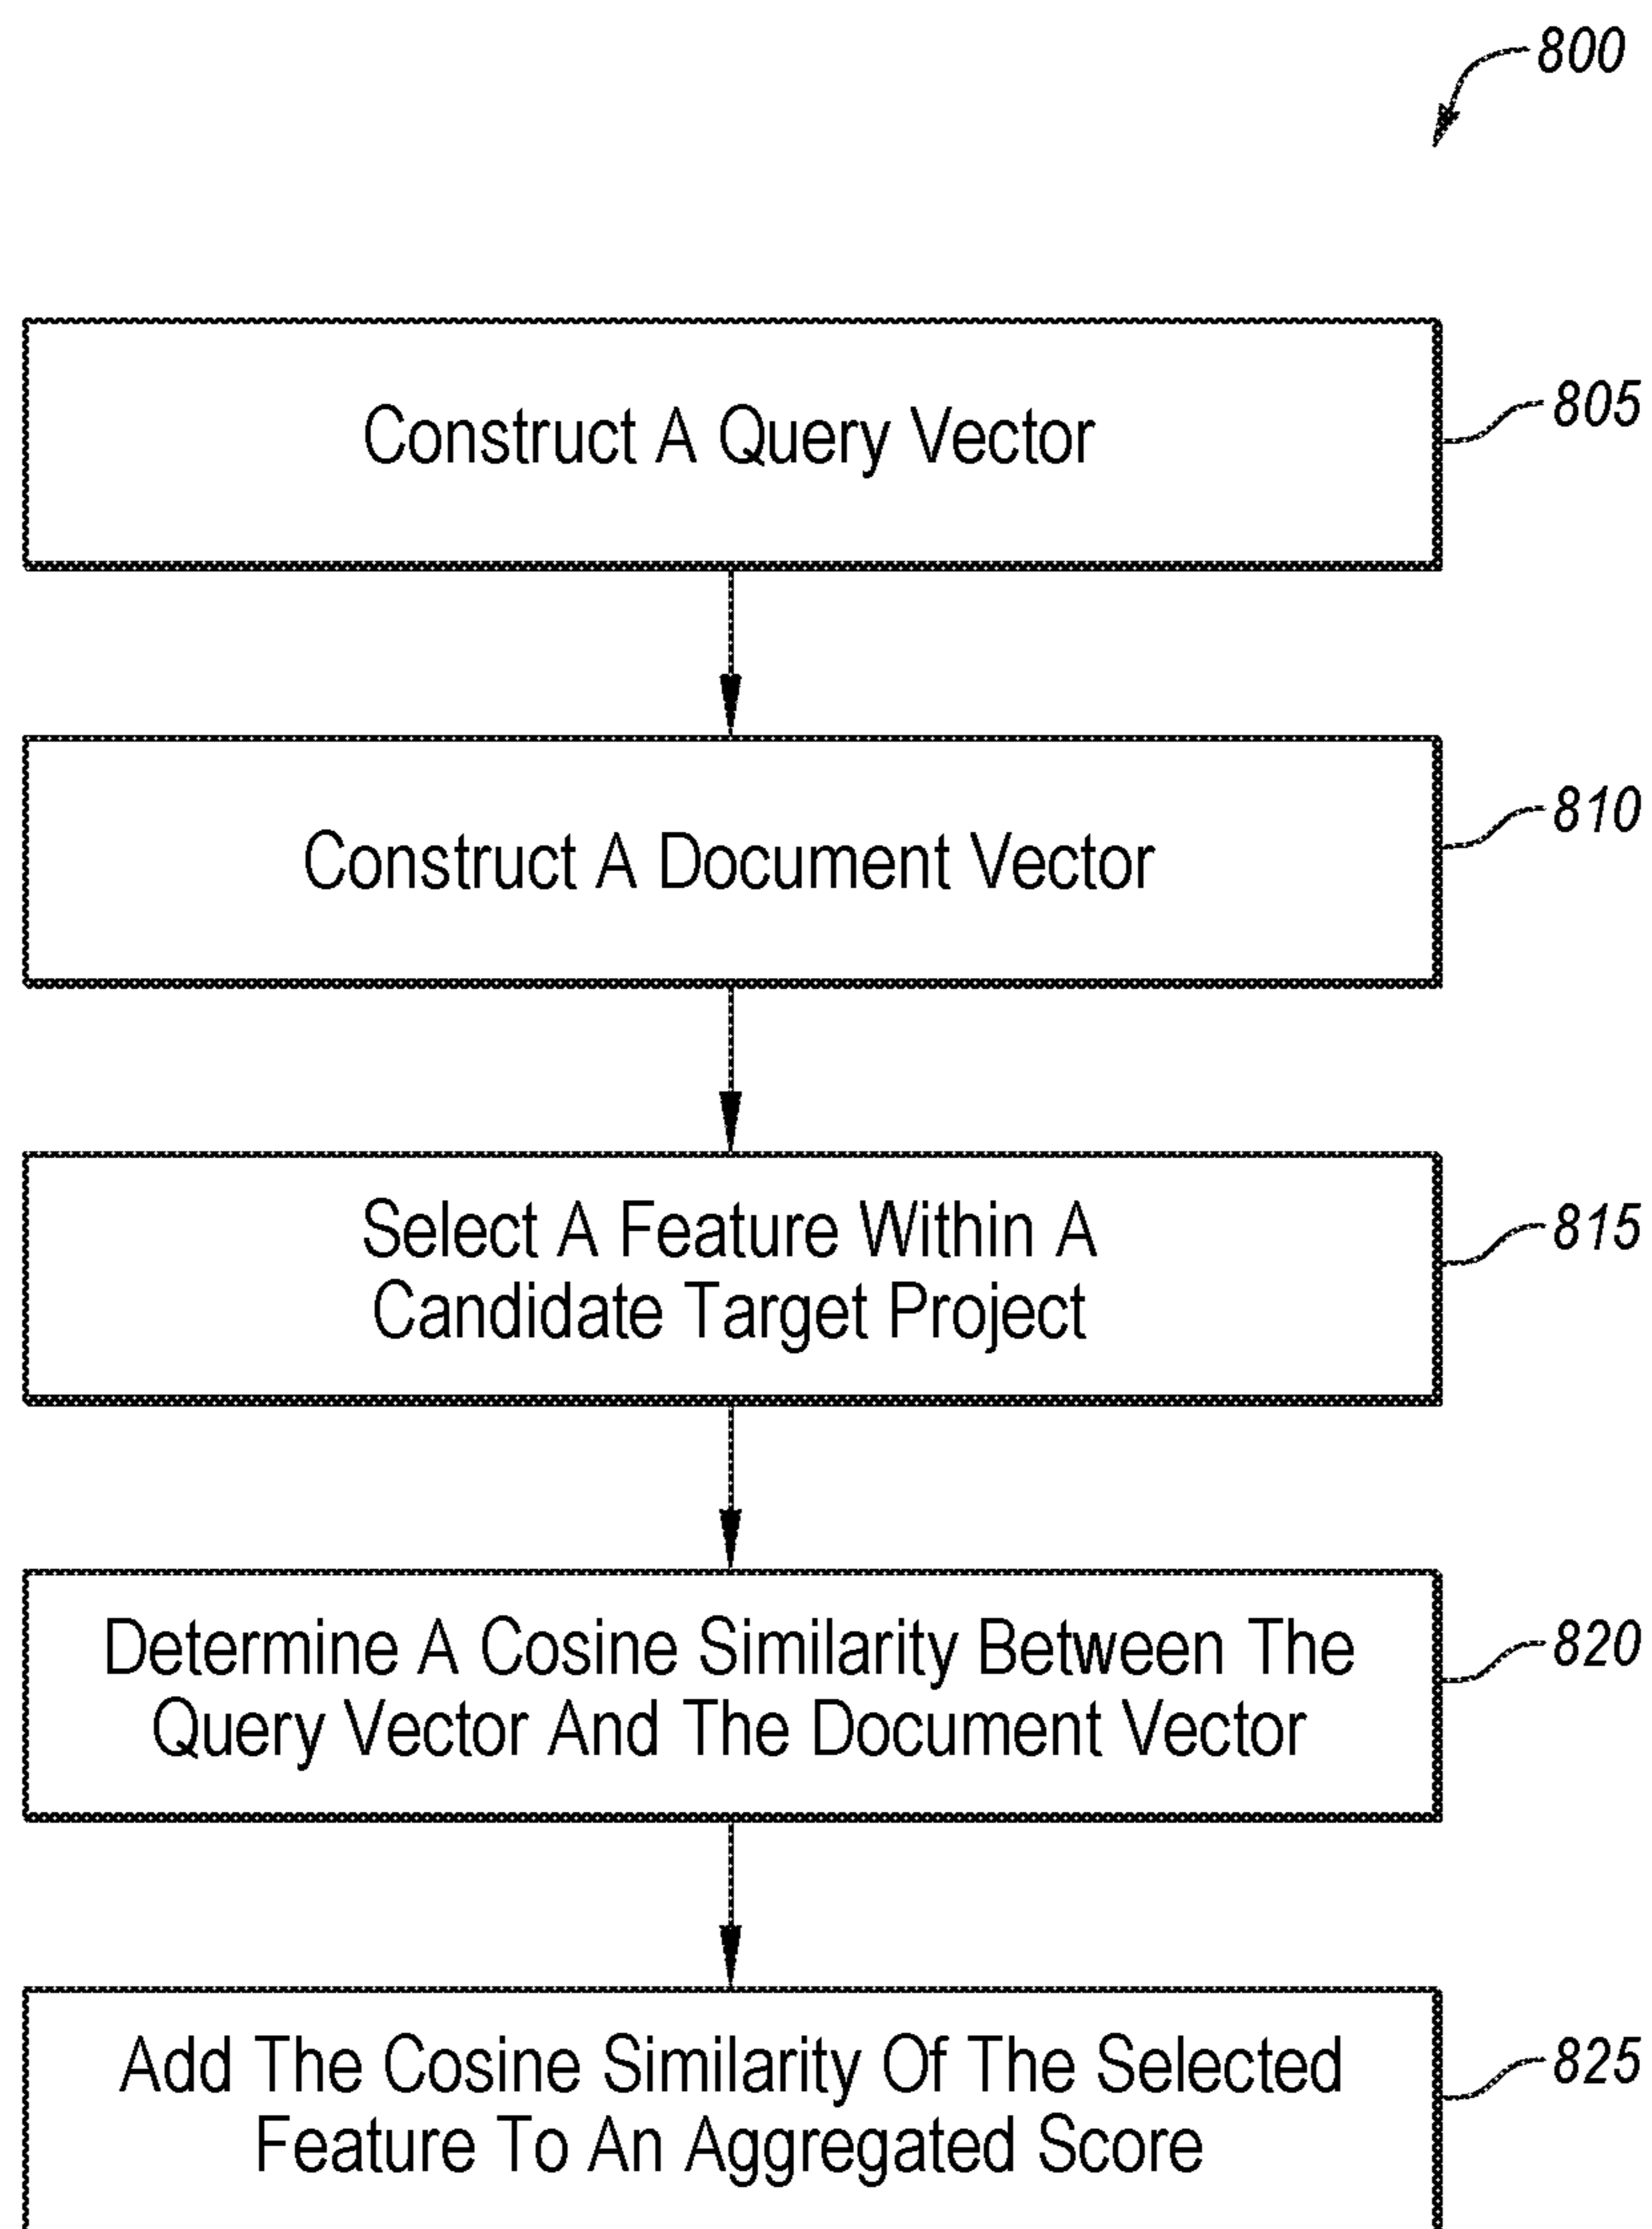 800
Construct A Query Vector
805
Construct A Document Vector
810
Select A Feature Within A
Candidate Target Project
815
Determine A Cosine Similarity Between The
Query Vector And The Document Vector
820
Add The Cosine Similarity Of The Selected
Feature To An Aggregated Score
825